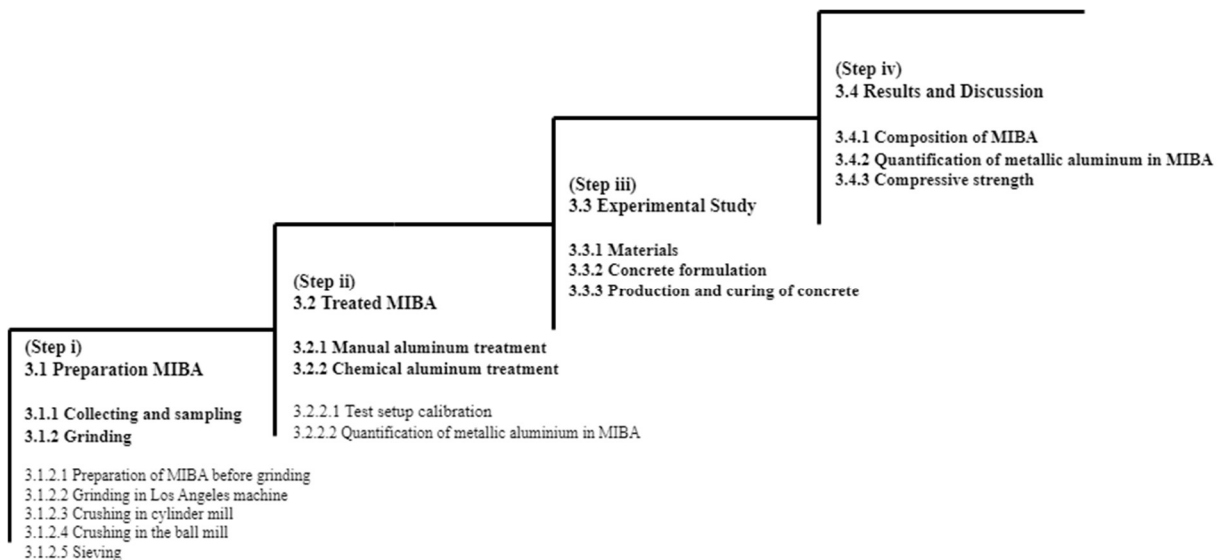 (Step i)
3.1 Preparation MIBA
3.1.1 Collecting and sampling
3.1.2 Grinding
3.1.2.1 Preparation of MIBA before grinding
3.1.2.2 Grinding in Los Angeles machine
3.1.2.3 Crushing in cylinder mill
3.1.2.4 Crushing in the ball mill
3.1.2.5 Sieving
(Step ii)
3.2 Treated MIBA
3.2.1 Manual aluminum treatment
3.2.2 Chemical aluminum treatment
3.2.2.1 Test setup calibration
3.2.2.2 Quantification of metallic aluminium in MIBA
(Step iii)
3.3 Experimental Study
3.3.1 Materials
3.3.2 Concrete formulation
3.3.3 Production and curing of concrete
(Step iv)
3.4 Results and Discussion
3.4.1 Composition of MIBA
3.4.2 Quantification of metallic aluminum in MIBA
3.4.3 Compressive strength